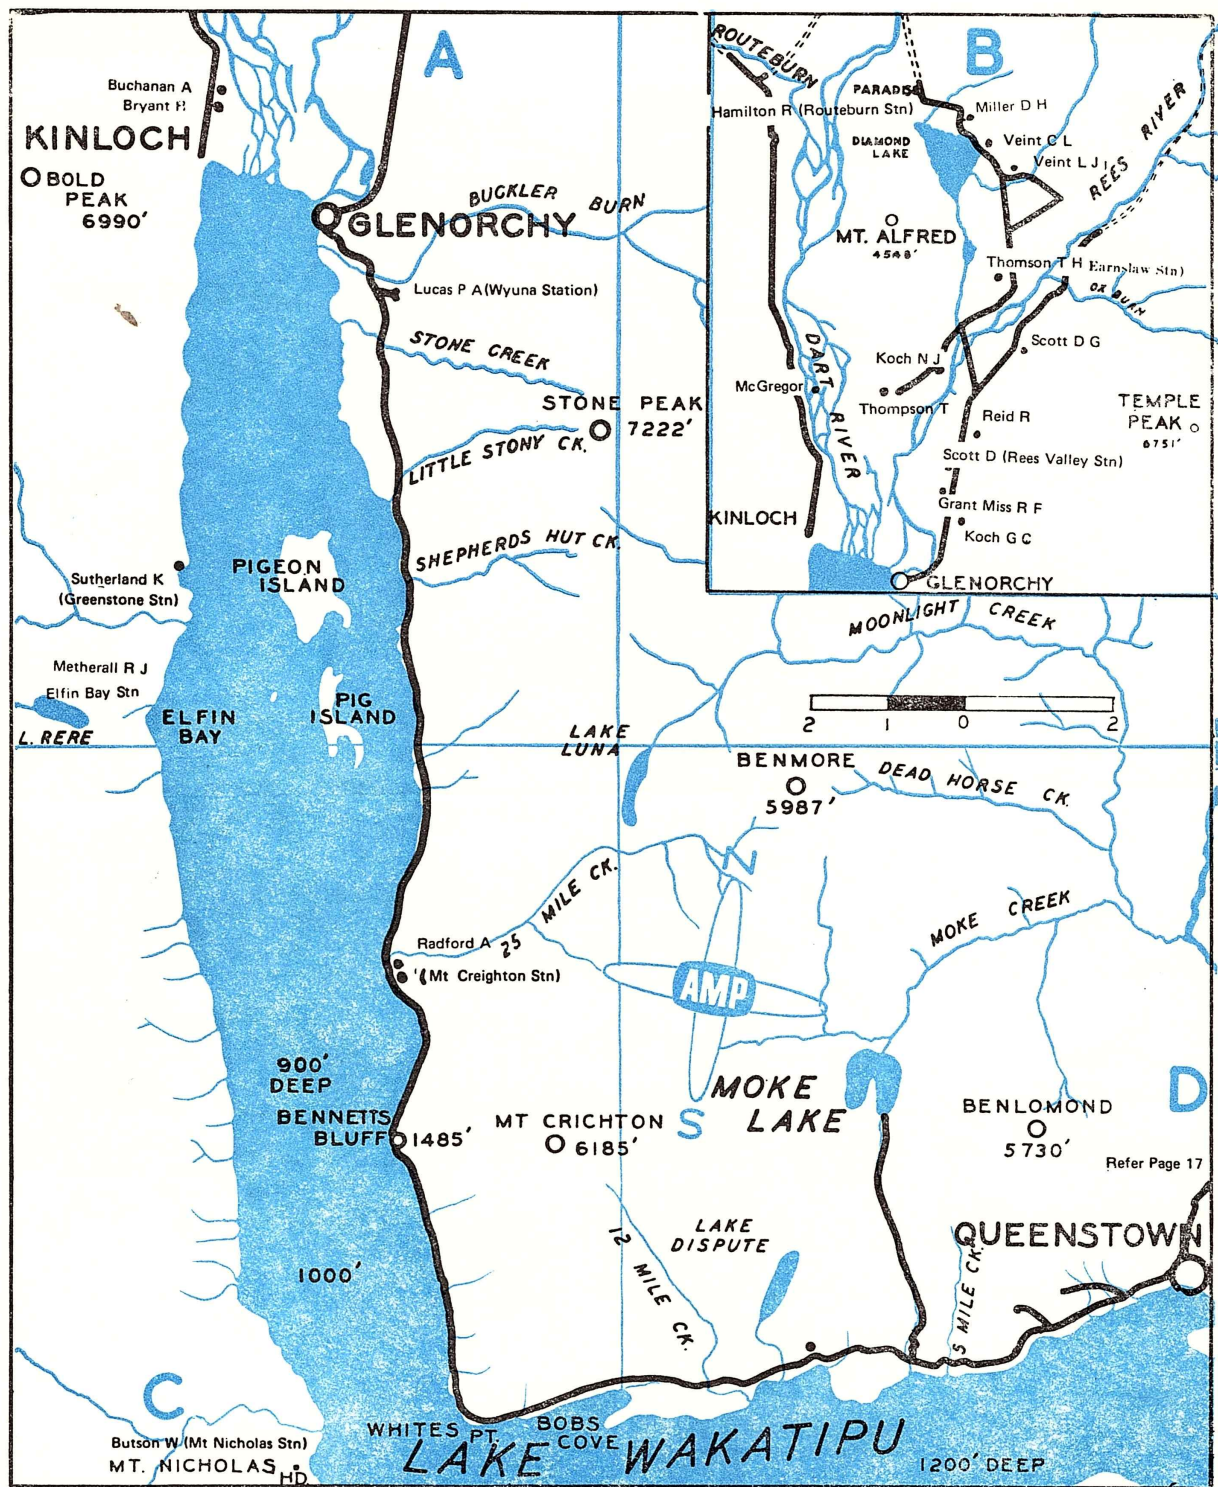 A
Buchanan A
Bryant H
KINLOCH
BOLD
PEAK
6990'
GLENORCHY
BUCKLER BURN
Lucas P A (Wyuna Station)
STONE CREEK
STONE PEAK
7222'
LITTLE STONY CK.
SHEPHERDS HUT CK.
PIGEON
ISLAND
Sutherland K
(Greenstone Stn)
Metherall R J
Elfin Bay Stn
L. RERE
ELFIN
BAY
PIG
ISLAND
B
ROUTEBURN
PARADISE
Hamilton R (Routeburn Stn)
Miller D H
DIAMOND
LAKE
Veint C L
Veint L J
REES RIVER
MT. ALFRED
4548'
Thomson T H Earnslaw Stn)
OX BURN
Scott D G
DART RIVER
Koch N J
McGregor
Thompson T
TEMPLE
PEAK
6751'
Reid R
Scott D (Rees Valley Stn)
Grant Miss R F
KINLOCH
Koch G C
GLENORCHY
MOONLIGHT CREEK
2 1 0 2
LAKE
LUNA
BENMORE
5987'
DEAD HORSE CK.
25 MILE CK.
Radford A
(Mt Creighton Stn)
N
AMP
S
MOKE CREEK
MOKE
LAKE
D
BENLOMOND
5730'
Refer Page 17
900'
DEEP
BENNETTS
BLUFF
1485'
MT CRICHTON
6185'
12 MILE CK.
LAKE
DISPUTE
QUEENSTOWN
5 MILE CK.
1000'
C
Butson W (Mt Nicholas Stn)
MT. NICHOLAS
HD.
WHITES PT.
BOBS
COVE
LAKE WAKATIPU
1200' DEEP